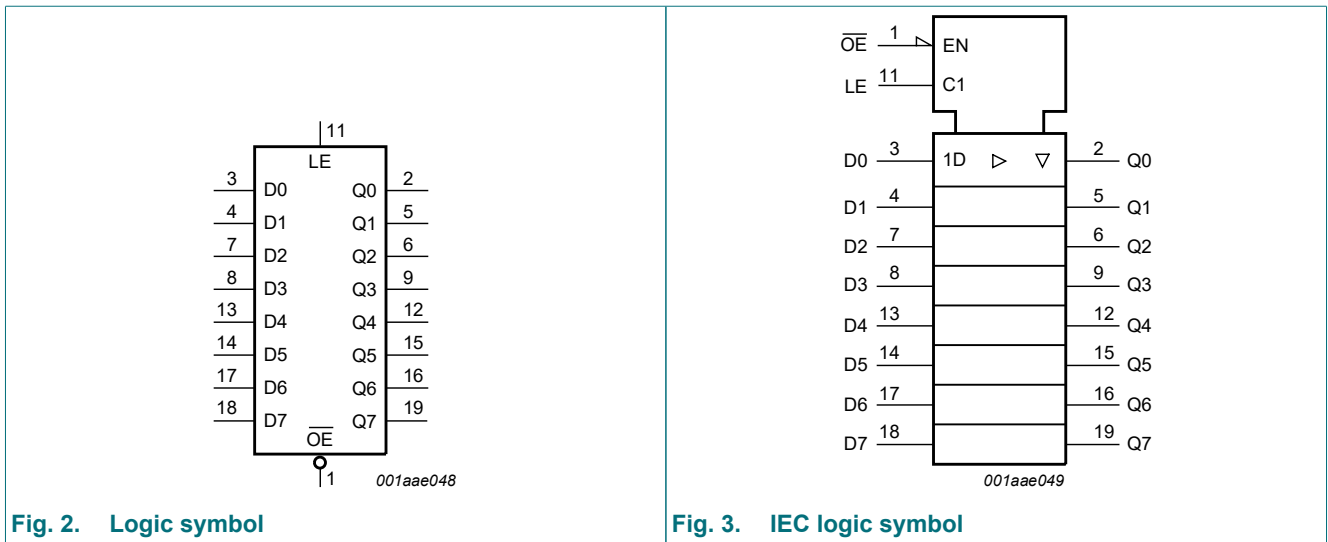 11
LE
3 D0 Q0 2
4 D1 Q1 5
7 D2 Q2 6
8 D3 Q3 9
13 D4 Q4 12
14 D5 Q5 15
17 D6 Q6 16
18 D7 Q7 19
O̅E̅
1 001aae048
Fig. 2. Logic symbol
O̅E̅ 1 EN
LE 11 C1
D0 3 1D 2 Q0
D1 4 5 Q1
D2 7 6 Q2
D3 8 9 Q3
D4 13 12 Q4
D5 14 15 Q5
D6 17 16 Q6
D7 18 19 Q7
001aae049
Fig. 3. IEC logic symbol